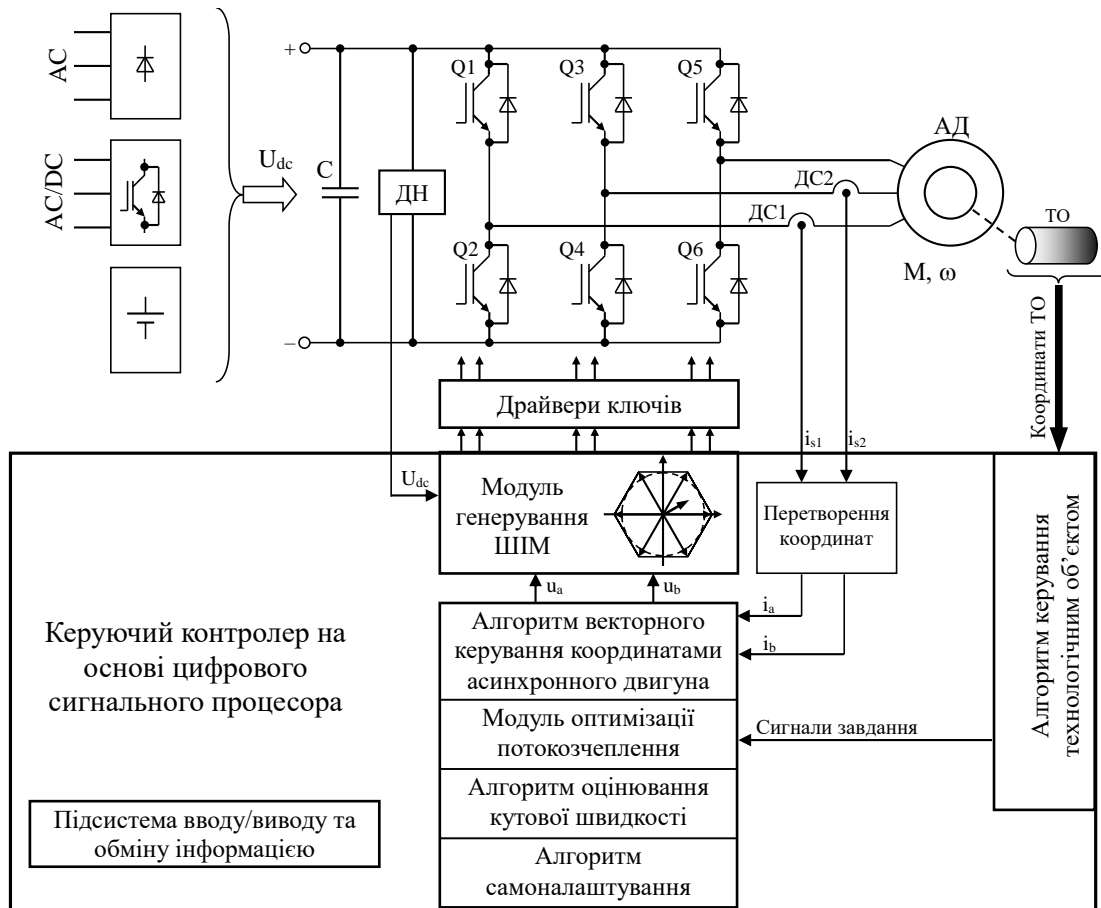 AC
AC/DC
U_dc
+
−
C
ДН
Q1
Q3
Q5
Q2
Q4
Q6
АД
ДС2
ДС1
ТО
М, ω
Координати ТО
Драйвери ключів
i_s1
i_s2
U_dc
Модуль
генерування
ШІМ
Перетворення
координат
u_a
u_b
i_a
i_b
Керуючий контролер на
основі цифрового
сигнального процесора
Алгоритм векторного
керування координатами
асинхронного двигуна
Модуль оптимізації
потокозчеплення
Сигнали завдання
Алгоритм оцінювання
кутової швидкості
Алгоритм
самоналаштування
Підсистема вводу/виводу та
обміну інформацією
Алгоритм керування
технологічним об’єктом